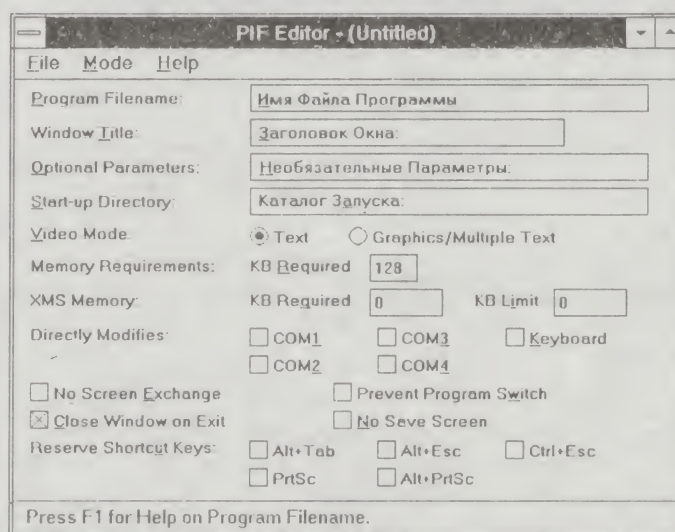 PIF Editor - (Untitled)
File Mode Help
Program Filename: Имя Файла Программы
Window Title: Заголовок Окна:
Optional Parameters: Необязательные Параметры:
Start-up Directory: Каталог Запуска:
Video Mode Text Graphics/Multiple Text
Memory Requirements: KB Required 128
XMS Memory: KB Required 0 KB Limit 0
Directly Modifies: COM1 COM3 Keyboard
COM2 COM4
No Screen Exchange Prevent Program Switch
Close Window on Exit No Save Screen
Reserve Shortcut Keys: Alt+Tab Alt+Esc Ctrl+Esc
PrtSc Alt+PrtSc
Press F1 for Help on Program Filename.